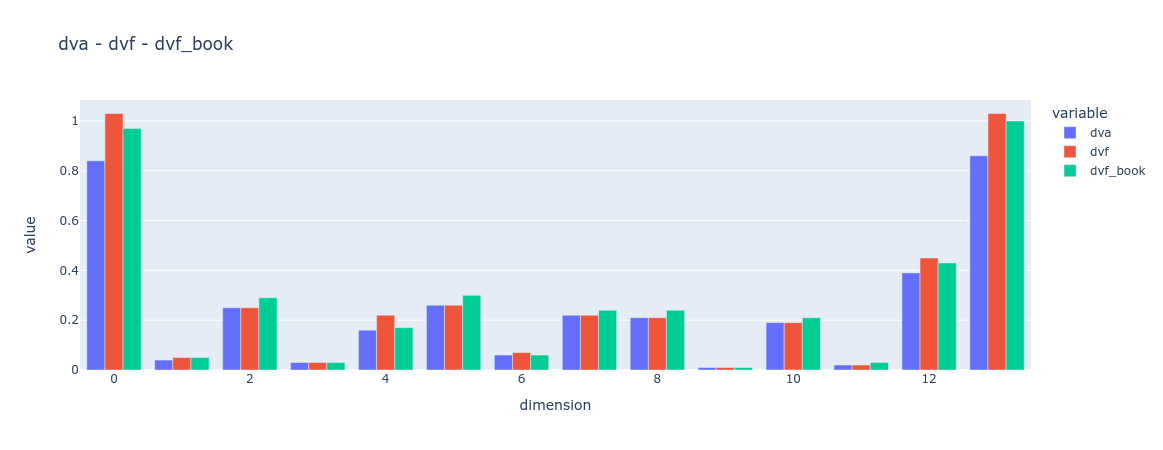 dva - dvf - dvf_book
variable
dva
dvf
dvf_book
value
1
0.8
0.6
0.4
0.2
0
0 2 4 6 8 10 12
dimension